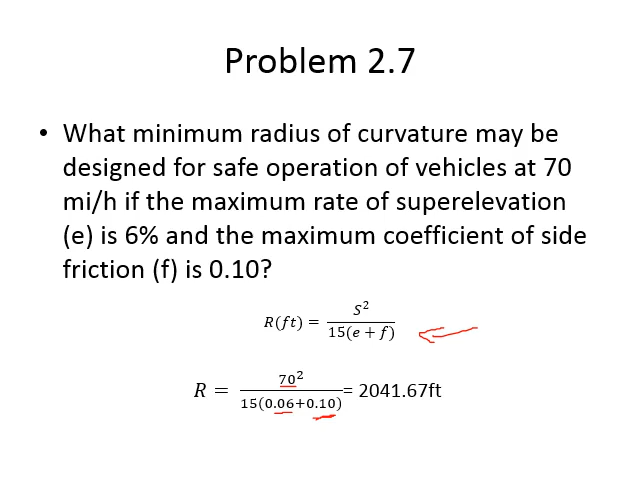 Problem 2.7
• What minimum radius of curvature may be
designed for safe operation of vehicles at 70
mi/h if the maximum rate of superelevation
(e) is 6% and the maximum coefficient of side
friction (f) is 0.10?
R(ft) = S² / 15(e + f)
R = 70² / 15(0.06+0.10) = 2041.67ft